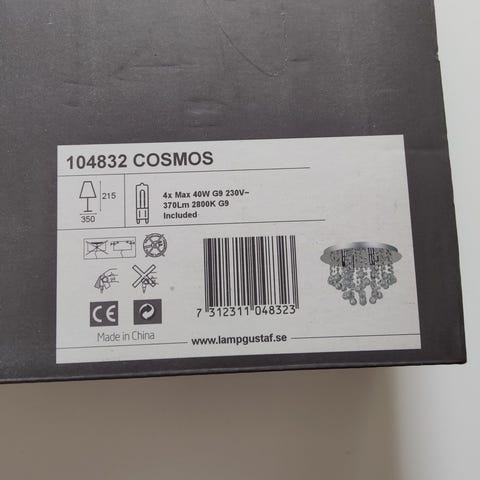 104832 COSMOS
215
350
4x Max 40W G9 230V~
370Lm 2800K G9
Included
7 312311 048323
CE
Made in China
www.lampgustaf.se